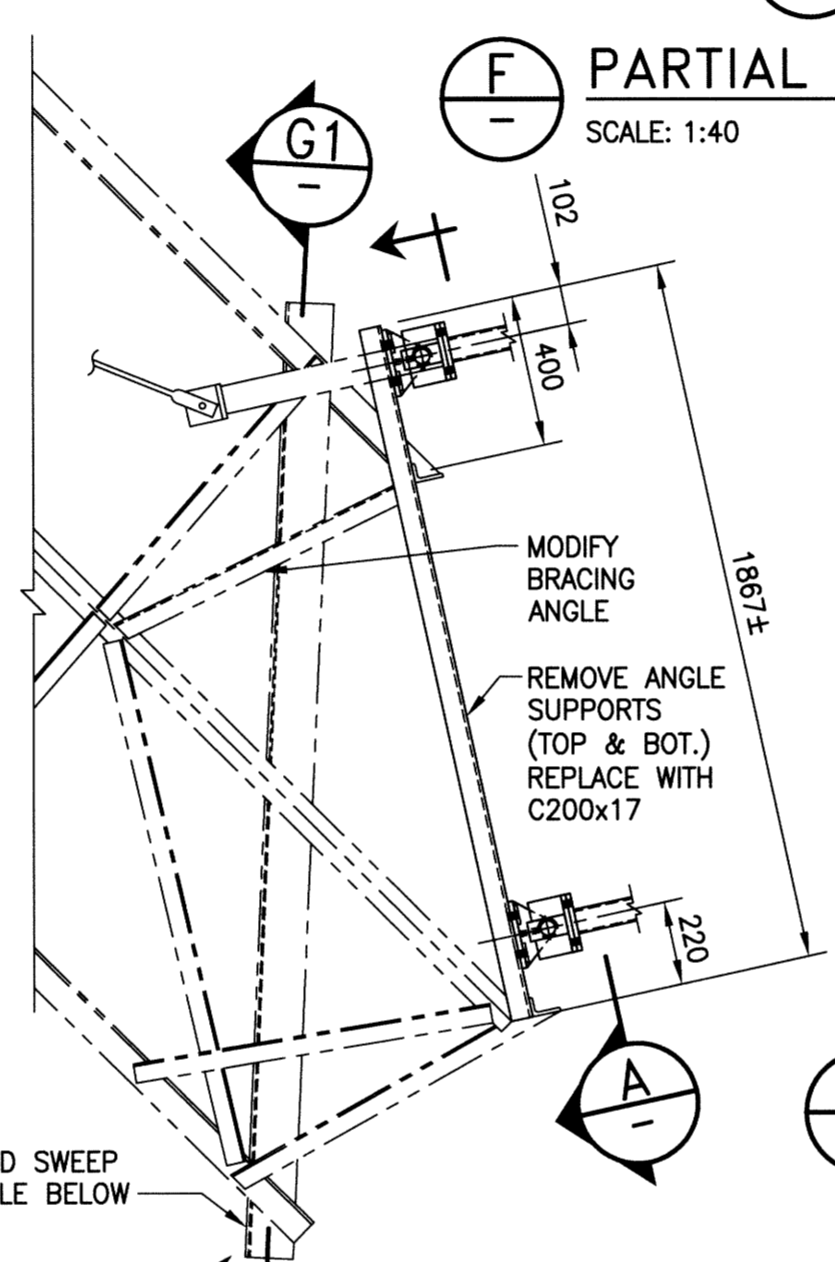 F
-
PARTIAL
SCALE: 1:40
G1
-
102
400
1867±
MODIFY
BRACING
ANGLE
REMOVE ANGLE
SUPPORTS
(TOP & BOT.)
REPLACE WITH
C200x17
220
A
-
D SWEEP
LE BELOW